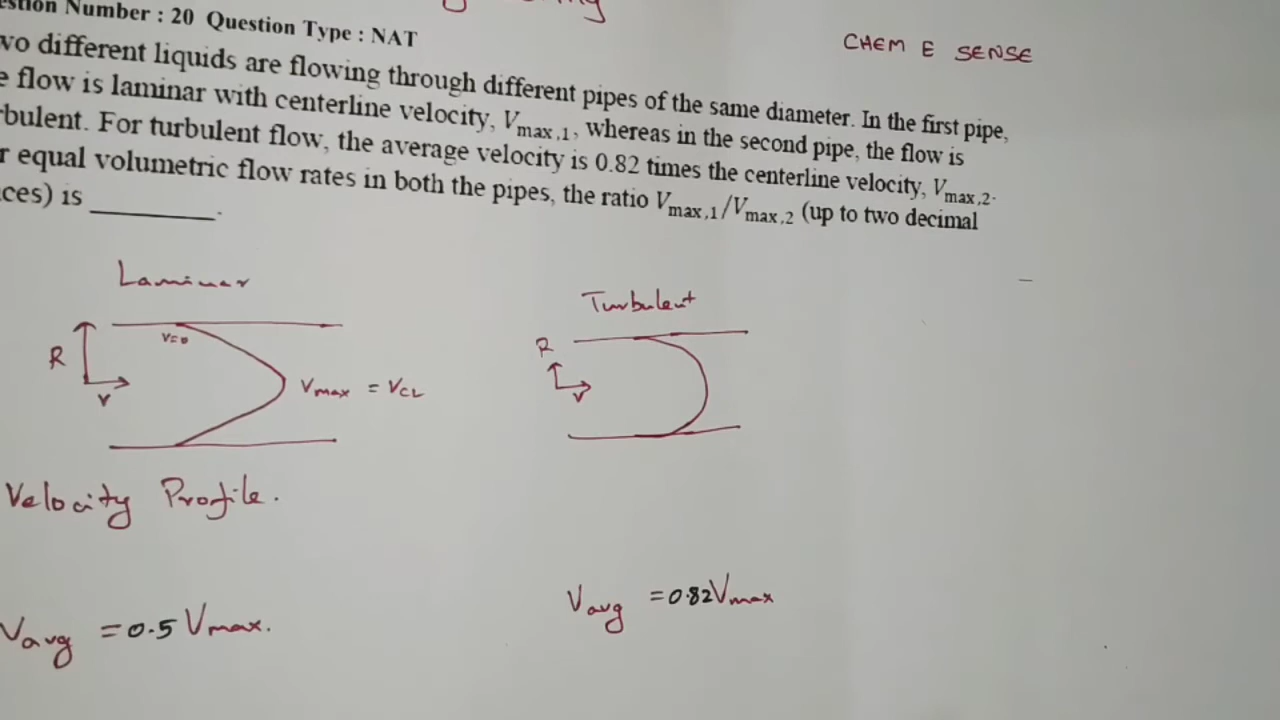 estion Number : 20 Question Type : NAT
CHEM E SENSE
wo different liquids are flowing through different pipes of the same diameter. In the first pipe,
e flow is laminar with centerline velocity, Vmax,1, whereas in the second pipe, the flow is
rbulent. For turbulent flow, the average velocity is 0.82 times the centerline velocity, Vmax,2.
r equal volumetric flow rates in both the pipes, the ratio Vmax,1/Vmax,2 (up to two decimal
ces) is ________.
Laminar
Turbulent
v=0
R
V
Vmax = VCL
R
V
Velocity Profile.
Vavg = 0.5 Vmax.
Vavg = 0.82Vmax